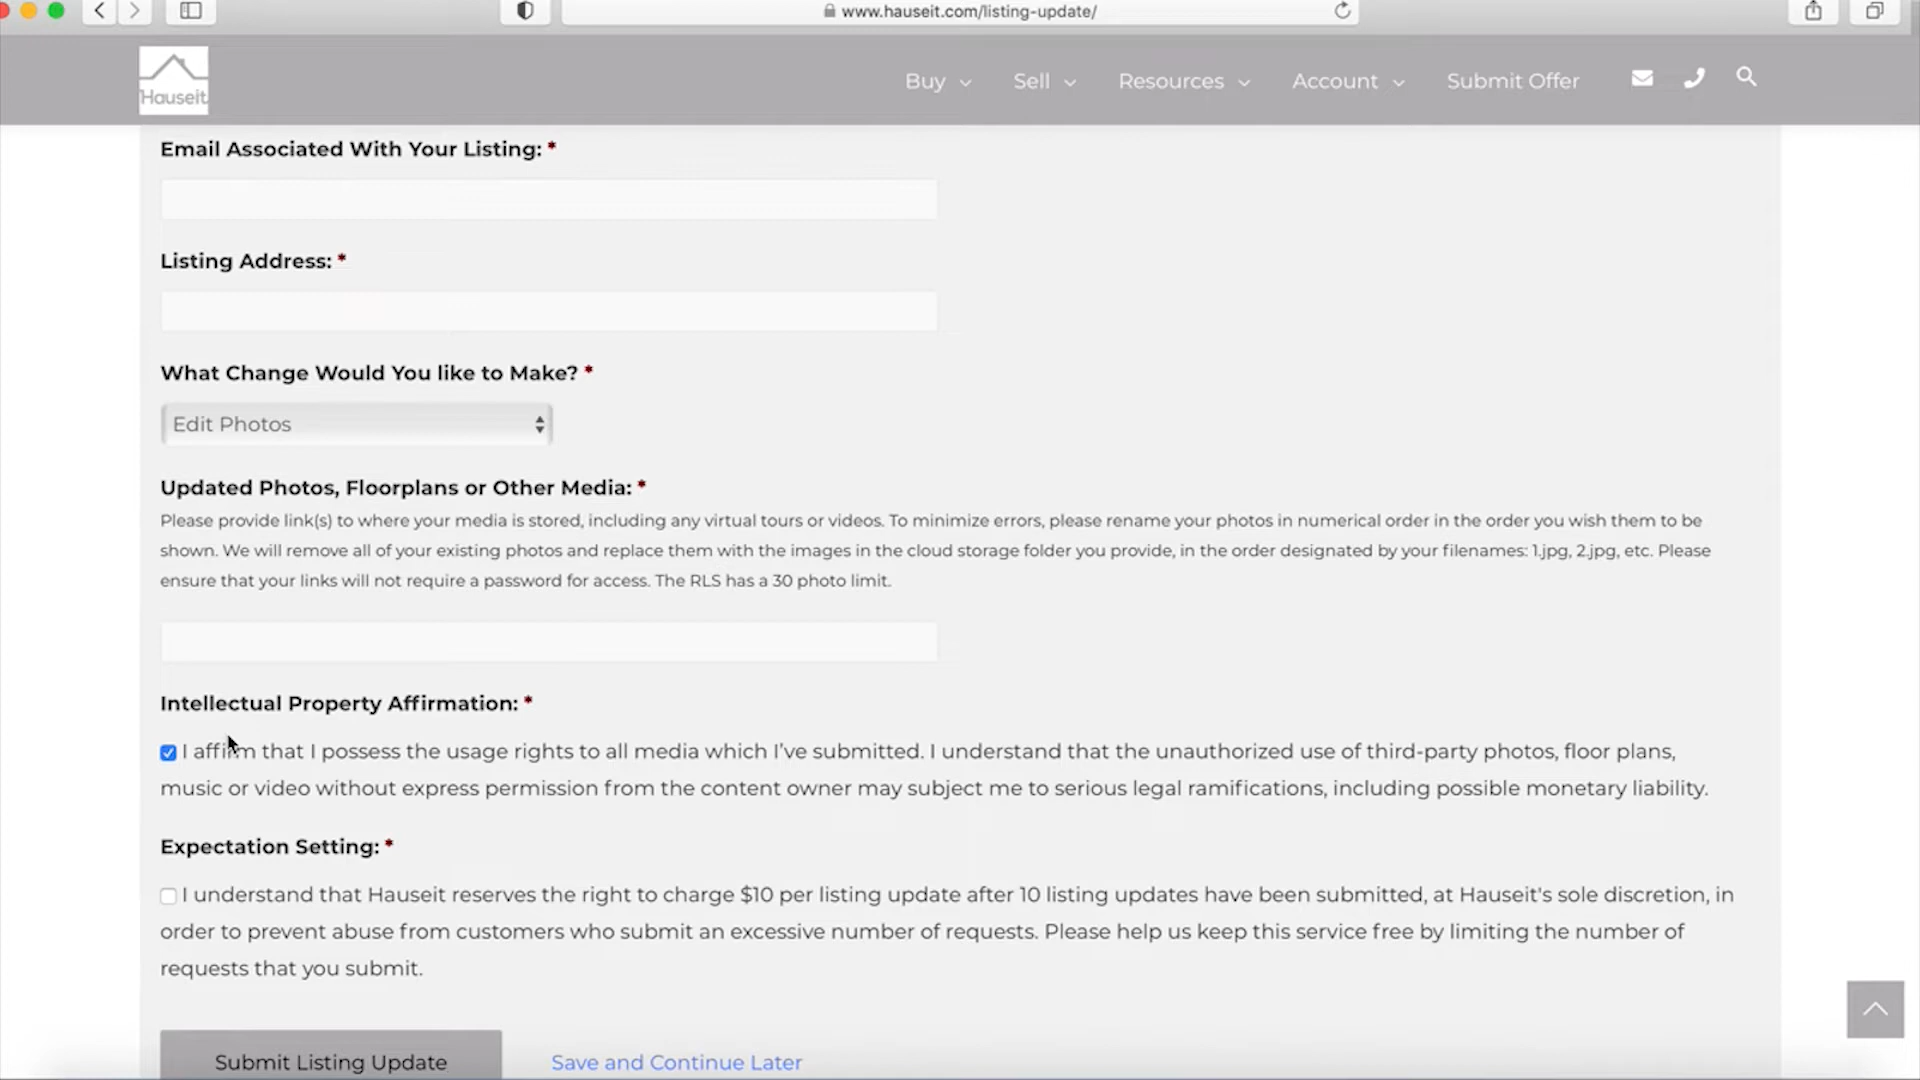 www.hauseit.com/listing-update/
Hauseit
Buy
Sell
Resources
Account
Submit Offer
Email Associated With Your Listing: *
Listing Address: *
What Change Would You like to Make? *
Edit Photos
Updated Photos, Floorplans or Other Media: *
Please provide link(s) to where your media is stored, including any virtual tours or videos. To minimize errors, please rename your photos in numerical order in the order you wish them to be
shown. We will remove all of your existing photos and replace them with the images in the cloud storage folder you provide, in the order designated by your filenames: 1.jpg, 2.jpg, etc. Please
ensure that your links will not require a password for access. The RLS has a 30 photo limit.
Intellectual Property Affirmation: *
I affirm that I possess the usage rights to all media which I've submitted. I understand that the unauthorized use of third-party photos, floor plans,
music or video without express permission from the content owner may subject me to serious legal ramifications, including possible monetary liability.
Expectation Setting: *
I understand that Hauseit reserves the right to charge $10 per listing update after 10 listing updates have been submitted, at Hauseit's sole discretion, in
order to prevent abuse from customers who submit an excessive number of requests. Please help us keep this service free by limiting the number of
requests that you submit.
Submit Listing Update
Save and Continue Later